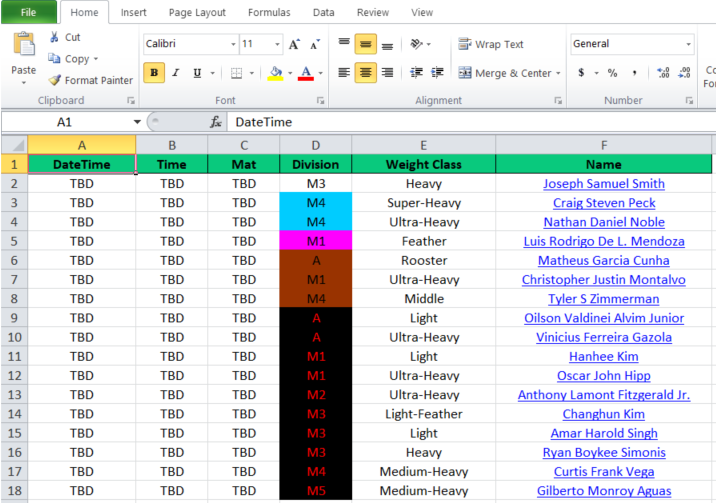 File Home Insert Page Layout Formulas Data Review View
Cut
Copy
Format Painter
Paste
Calibri 11 A A
B I U A
Wrap Text
Merge & Center
General
$ % , .00 .00
Co
For
Clipboard Font Alignment Number
A1 fx DateTime
A B C D E F
1 DateTime Time Mat Division Weight Class Name
2 TBD TBD TBD M3 Heavy Joseph Samuel Smith
3 TBD TBD TBD M4 Super-Heavy Craig Steven Peck
4 TBD TBD TBD M4 Ultra-Heavy Nathan Daniel Noble
5 TBD TBD TBD M1 Feather Luis Rodrigo De L. Mendoza
6 TBD TBD TBD A Rooster Matheus Garcia Cunha
7 TBD TBD TBD M1 Ultra-Heavy Christopher Justin Montalvo
8 TBD TBD TBD M4 Middle Tyler S Zimmerman
9 TBD TBD TBD A Light Oilson Valdinei Alvim Junior
10 TBD TBD TBD A Ultra-Heavy Vinicius Ferreira Gazola
11 TBD TBD TBD M1 Light Hanhee Kim
12 TBD TBD TBD M1 Ultra-Heavy Oscar John Hipp
13 TBD TBD TBD M2 Ultra-Heavy Anthony Lamont Fitzgerald Jr.
14 TBD TBD TBD M3 Light-Feather Changhun Kim
15 TBD TBD TBD M3 Light Amar Harold Singh
16 TBD TBD TBD M3 Heavy Ryan Boykee Simonis
17 TBD TBD TBD M4 Medium-Heavy Curtis Frank Vega
18 TBD TBD TBD M5 Medium-Heavy Gilberto Monroy Aguas